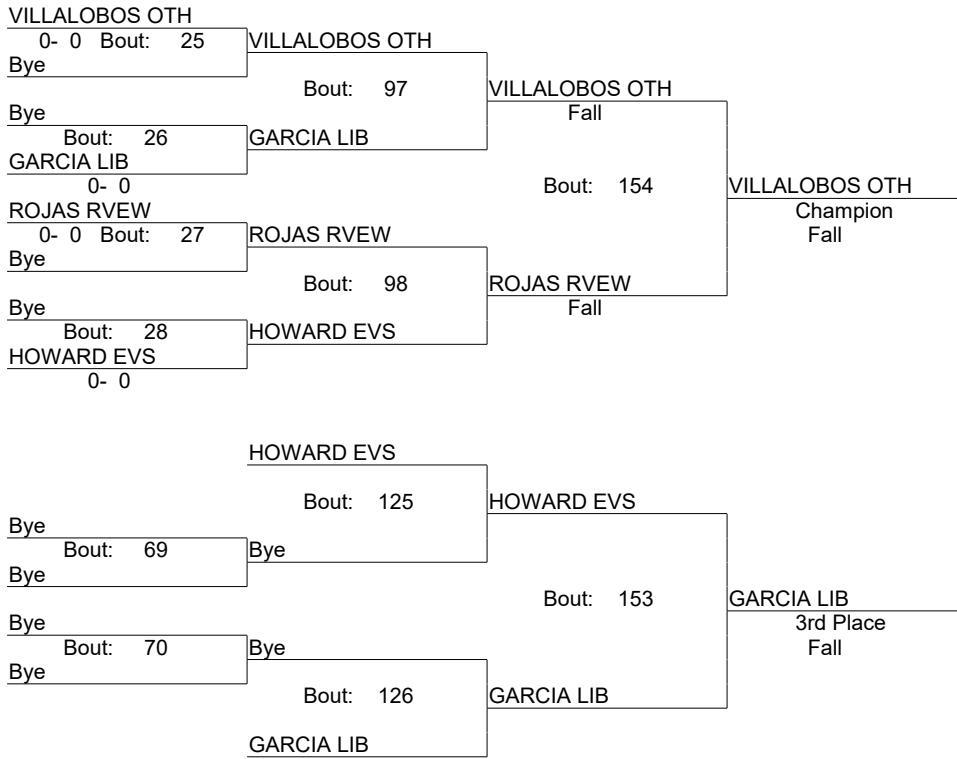 VILLALOBOS OTH
0- 0 Bout: 25 VILLALOBOS OTH
Bye
Bout: 97 VILLALOBOS OTH
Bye Fall
Bout: 26 GARCIA LIB
GARCIA LIB
0- 0 Bout: 154 VILLALOBOS OTH
ROJAS RVEW Champion
0- 0 Bout: 27 ROJAS RVEW Fall
Bye
Bout: 98 ROJAS RVEW
Bye Fall
Bout: 28 HOWARD EVS
HOWARD EVS
0- 0
HOWARD EVS
Bout: 125 HOWARD EVS
Bye
Bout: 69 Bye
Bye
Bout: 153 GARCIA LIB
Bye 3rd Place
Bout: 70 Bye Fall
Bye
Bout: 126 GARCIA LIB
GARCIA LIB